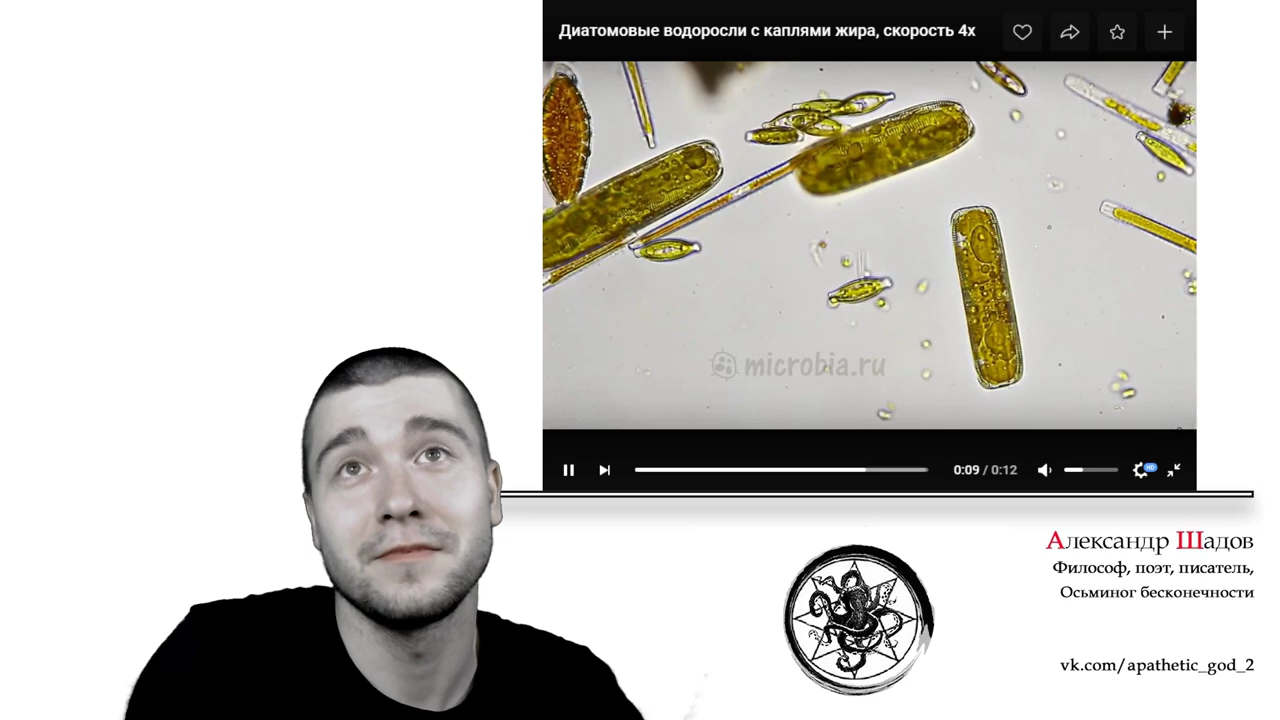 Диатомовые водоросли с каплями жира, скорость 4x
microbia.ru
0:09 / 0:12
HD
Александр Шадов
Философ, поэт, писатель,
Осьминог бесконечности
vk.com/apathetic_god_2